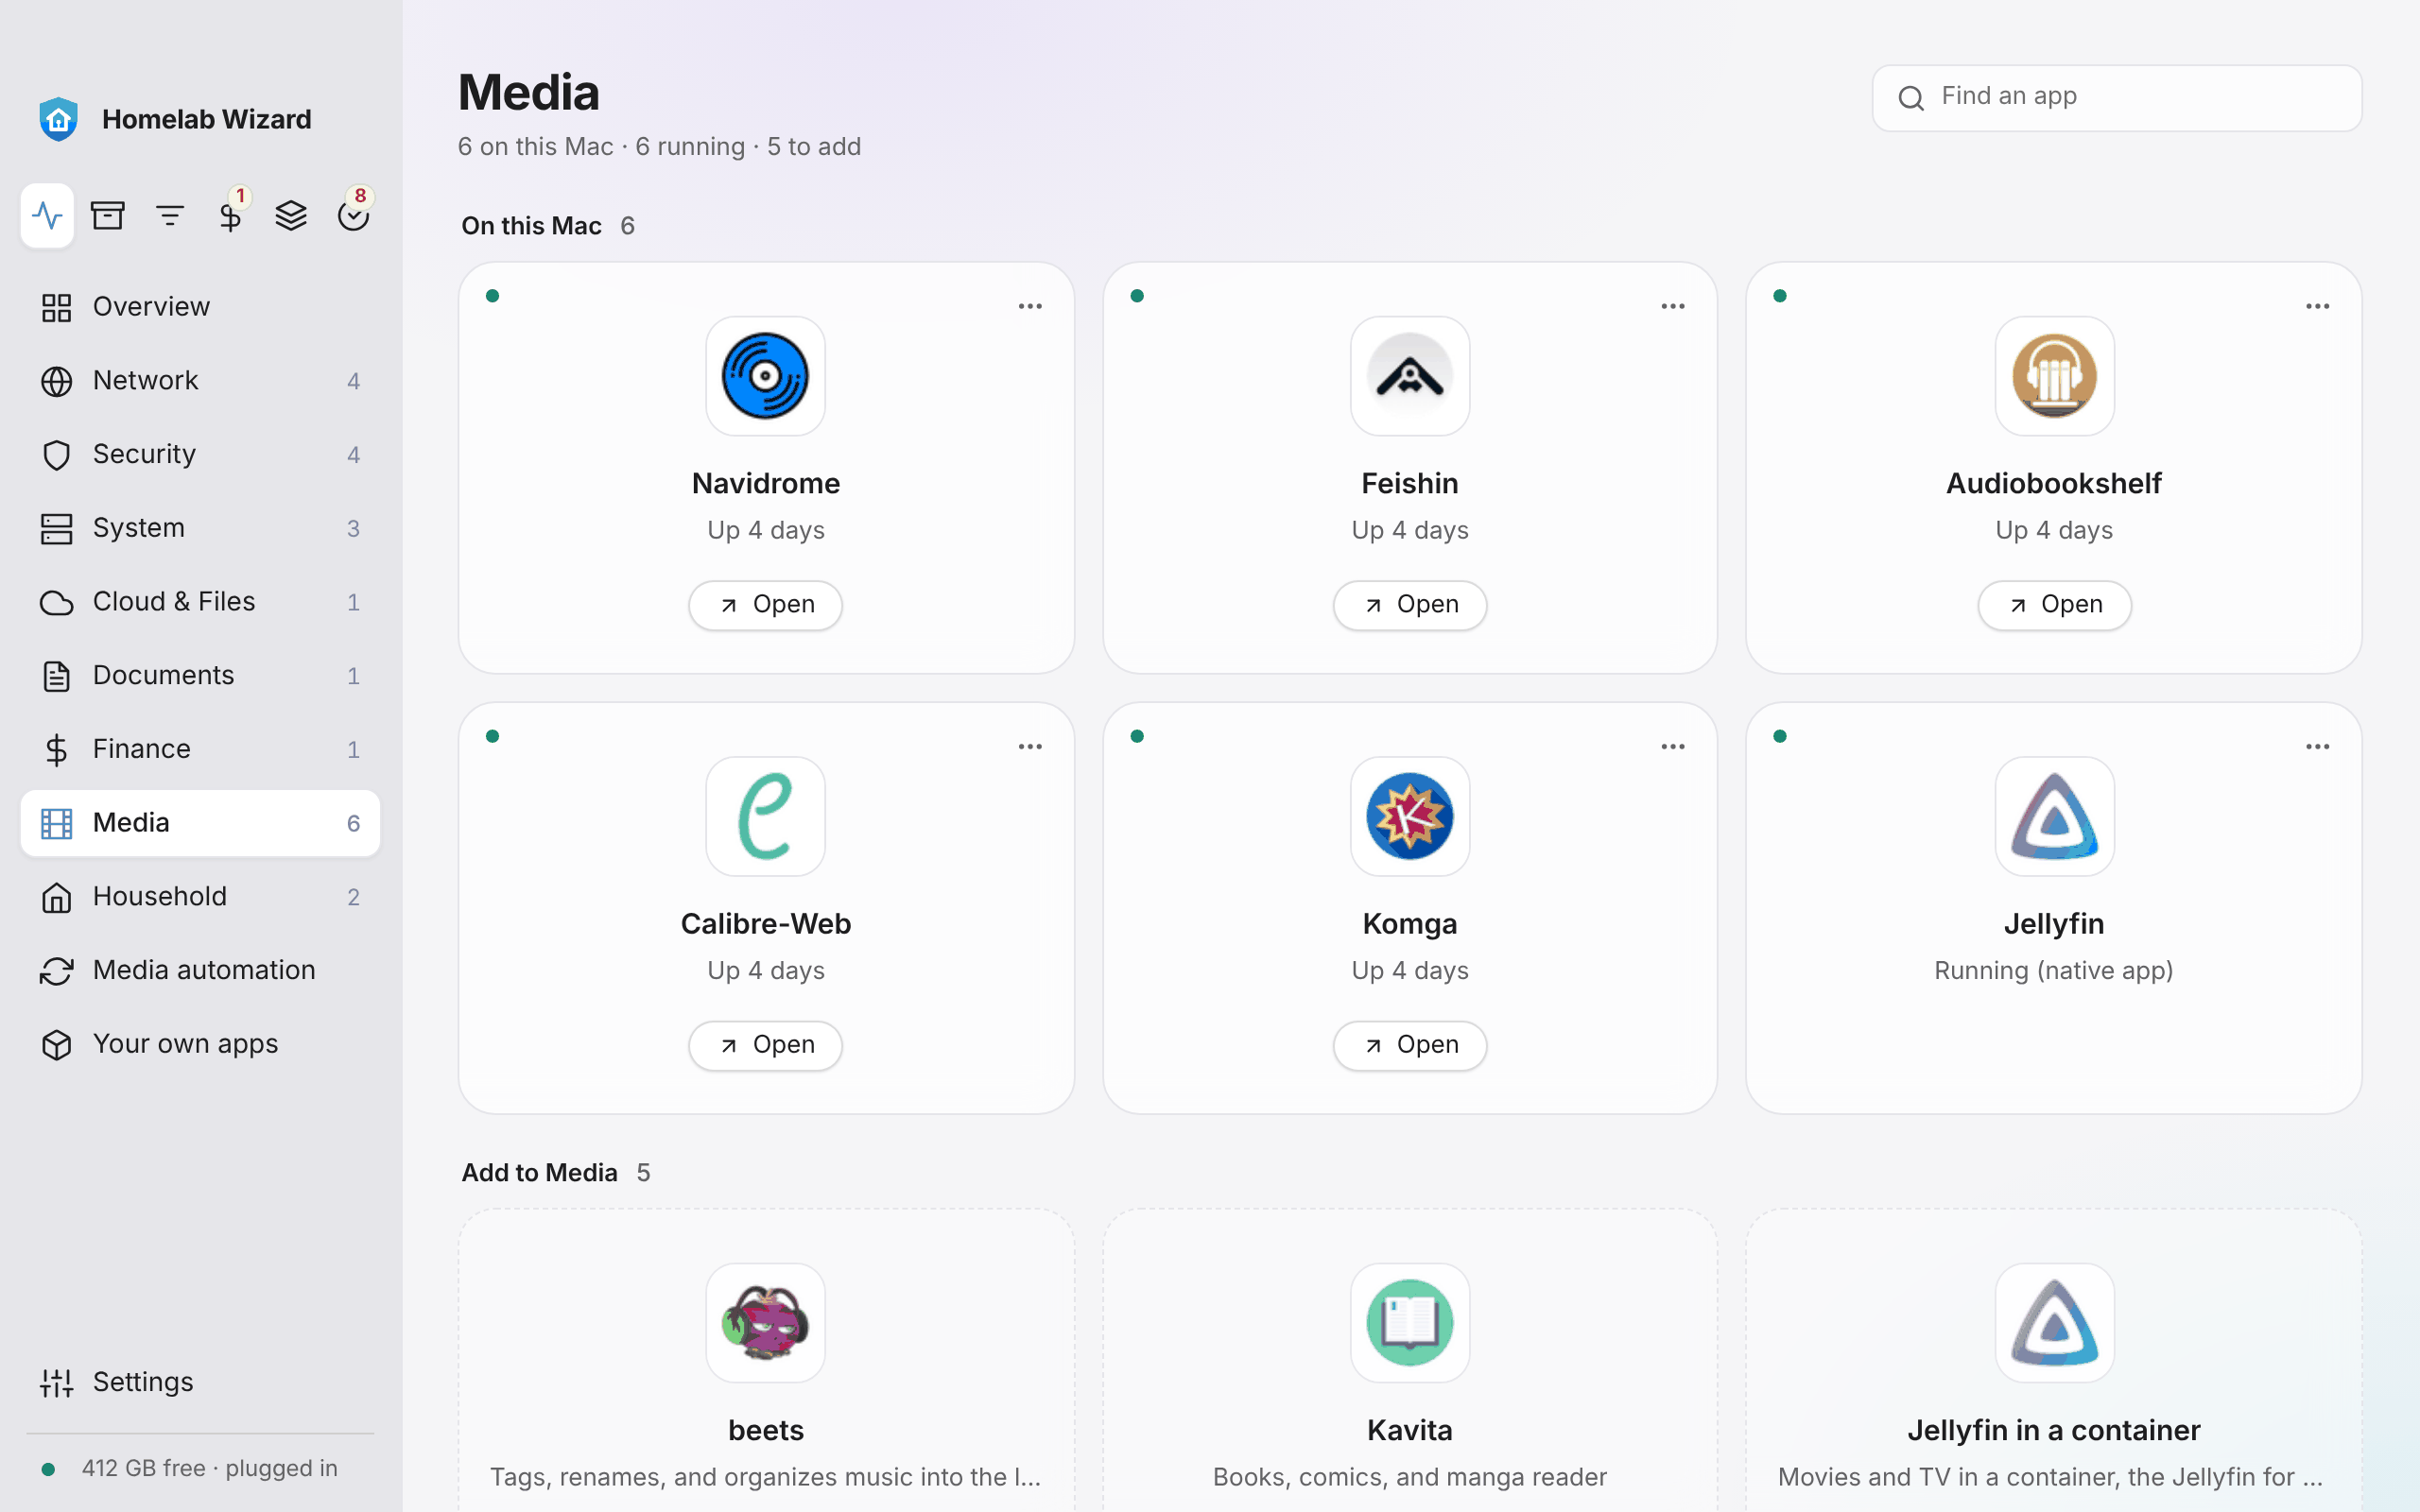 Homelab Wizard
1
8
Overview
Network 4
Security 4
System 3
Cloud & Files 1
Documents 1
Finance 1
Media 6
Household 2
Media automation
Your own apps
Settings
412 GB free · plugged in
Media
6 on this Mac · 6 running · 5 to add
Find an app
On this Mac 6
Navidrome
Up 4 days
Open
Feishin
Up 4 days
Open
Audiobookshelf
Up 4 days
Open
Calibre-Web
Up 4 days
Open
Komga
Up 4 days
Open
Jellyfin
Running (native app)
Add to Media 5
beets
Tags, renames, and organizes music into the l...
Kavita
Books, comics, and manga reader
Jellyfin in a container
Movies and TV in a container, the Jellyfin for ...